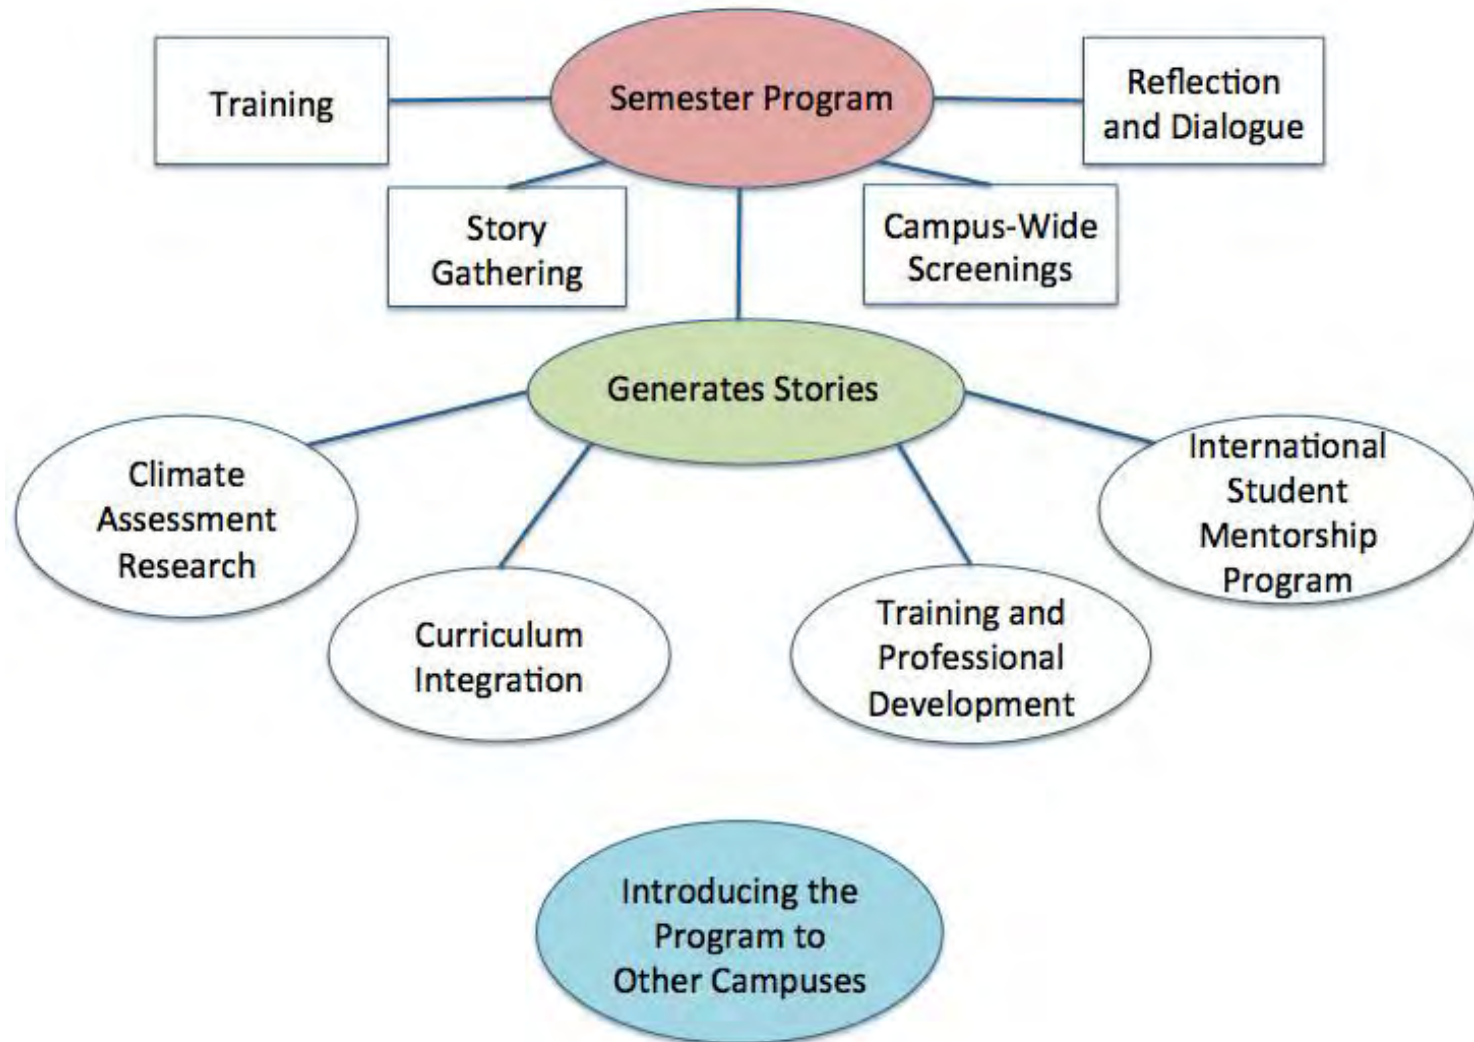 Semester Program
Training
Reflection
and Dialogue
Story
Gathering
Campus-Wide
Screenings
Generates Stories
Climate
Assessment
Research
International
Student
Mentorship
Program
Curriculum
Integration
Training and
Professional
Development
Introducing the
Program to
Other Campuses